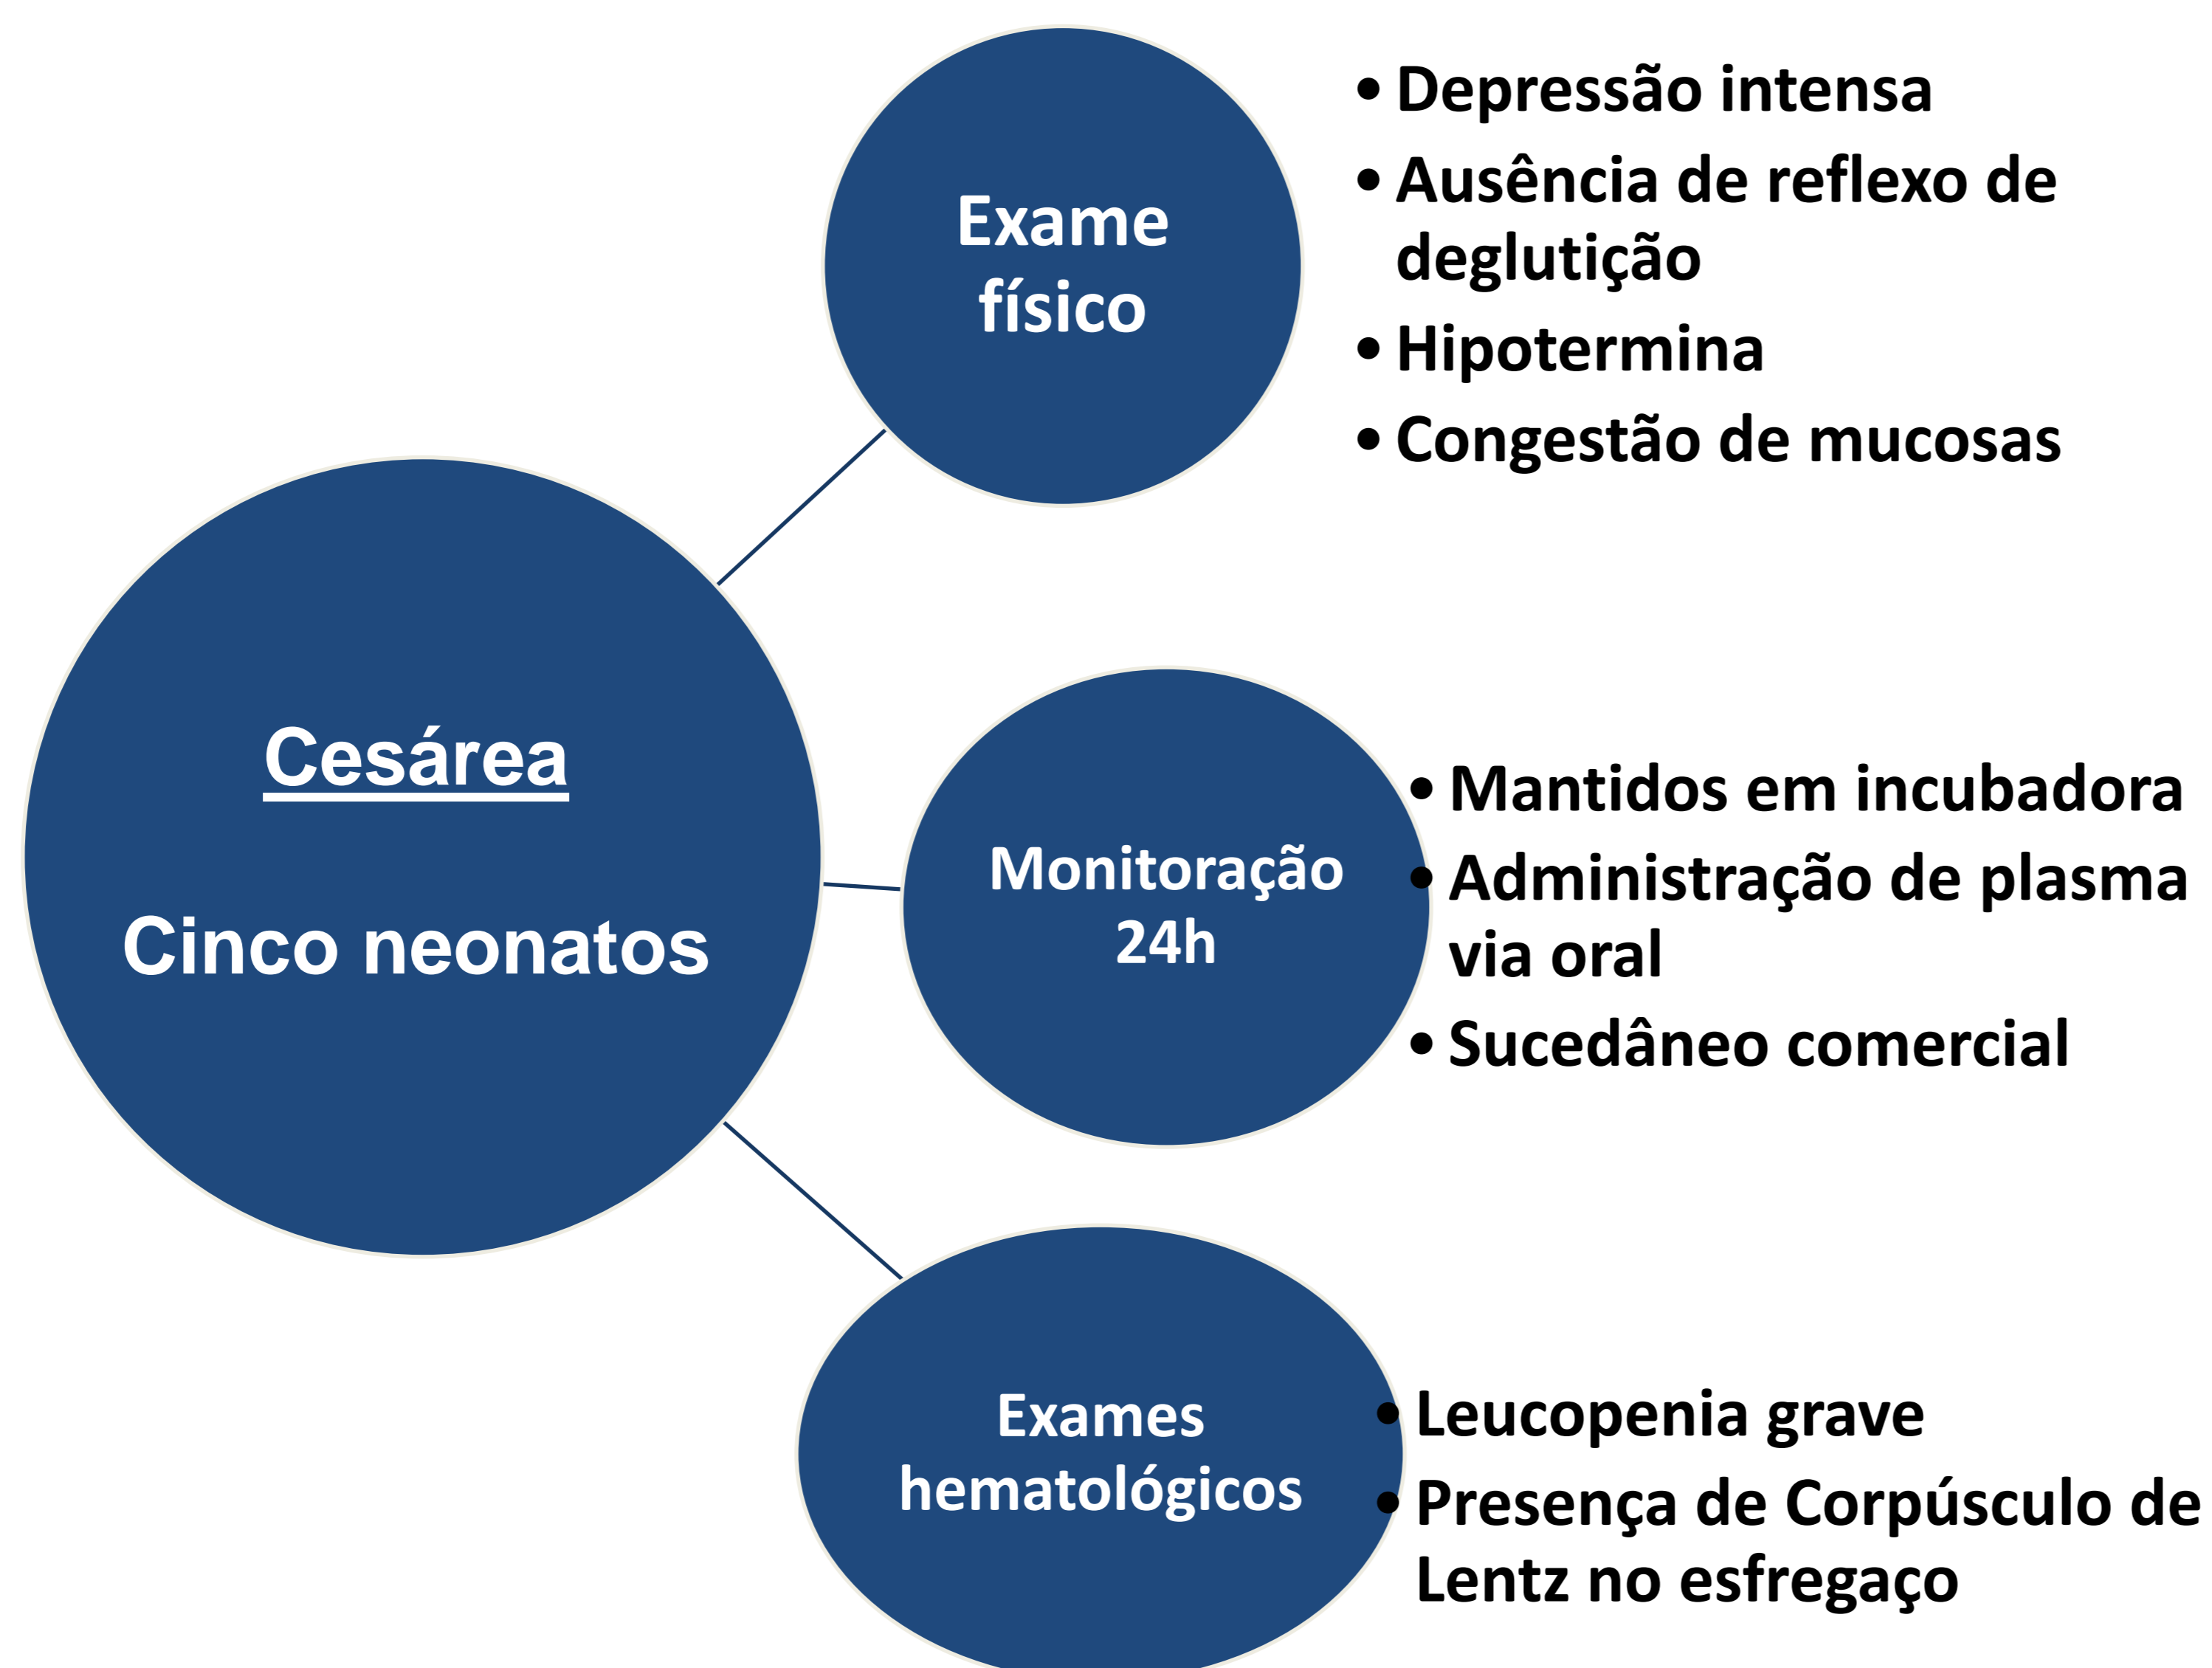 Cesárea
Cinco neonatos
Exame
físico
• Depressão intensa
• Ausência de reflexo de
deglutição
• Hipotermina
• Congestão de mucosas
Monitoração
24h
• Mantidos em incubadora
• Administração de plasma
via oral
• Sucedâneo comercial
Exames
hematológicos
• Leucopenia grave
• Presença de Corpúsculo de
Lentz no esfregaço